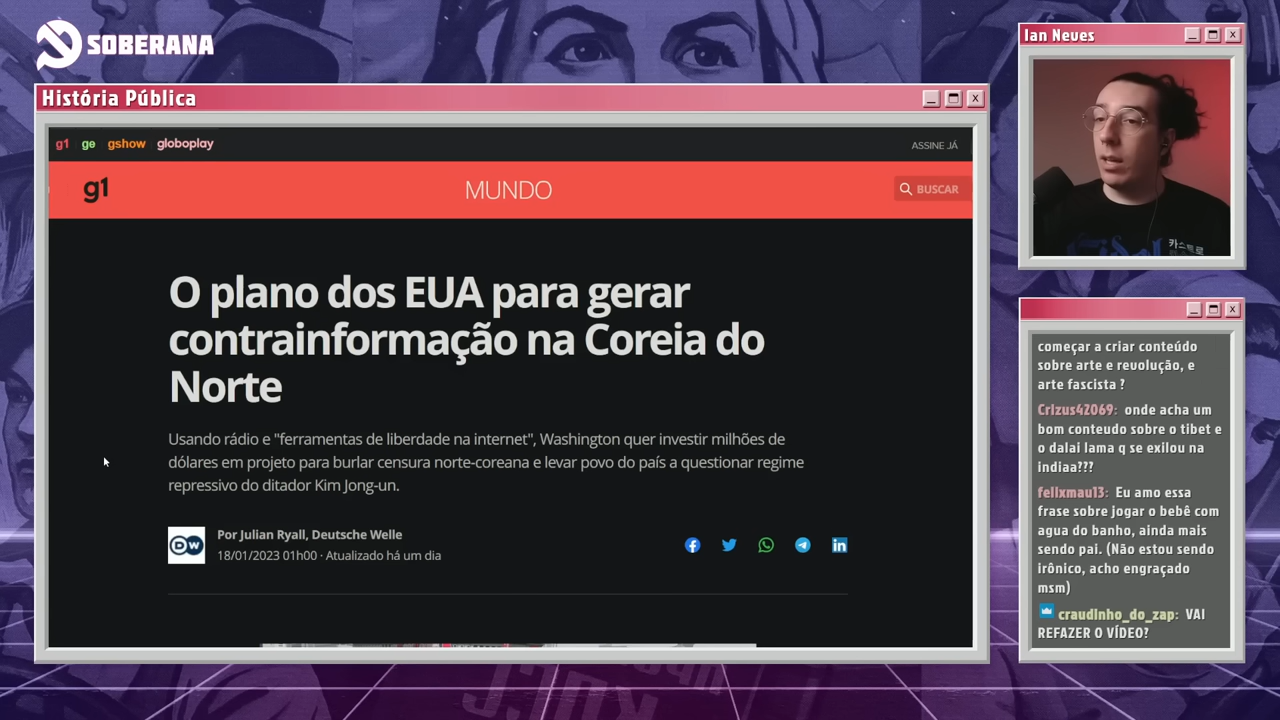 SOBERANA
História Pública
g1 ge gshow globoplay
ASSINE JÁ
g1
MUNDO
BUSCAR
O plano dos EUA para gerar
contrainformação na Coreia do
Norte
Usando rádio e "ferramentas de liberdade na internet", Washington quer investir milhões de
dólares em projeto para burlar censura norte-coreana e levar povo do país a questionar regime
repressivo do ditador Kim Jong-un.
DW
Por Julian Ryall, Deutsche Welle
18/01/2023 01h00 · Atualizado há um dia
Ian Neves
카스트로
começar a criar conteúdo
sobre arte e revolução, e
arte fascista ?
Crizus42069: onde acha um
bom conteudo sobre o tibet e
o dalai lama q se exilou na
indiaa???
felixmau13: Eu amo essa
frase sobre jogar o bebê com
agua do banho, ainda mais
sendo pai. (Não estou sendo
irônico, acho engraçado
msm)
craudinho_do_zap: VAI
REFAZER O VÍDEO?